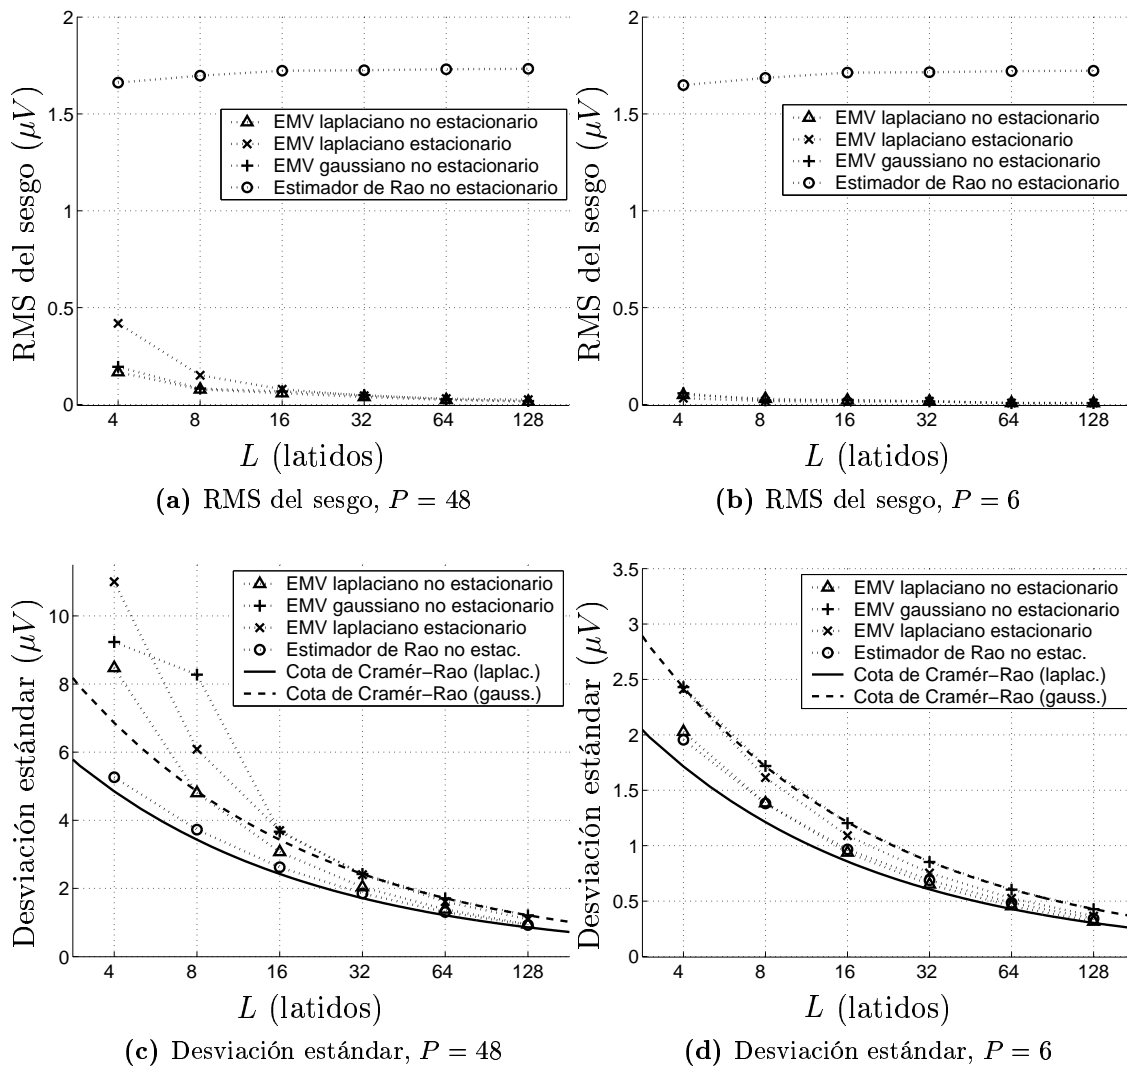 2
1.5
1
0.5
0
RMS del sesgo (μV)
EMV laplaciano no estacionario
EMV laplaciano estacionario
EMV gaussiano no estacionario
Estimador de Rao no estacionario
4 8 16 32 64 128
L (latidos)
(a) RMS del sesgo, P = 48
2
1.5
1
0.5
0
RMS del sesgo (μV)
EMV laplaciano no estacionario
EMV laplaciano estacionario
EMV gaussiano no estacionario
Estimador de Rao no estacionario
4 8 16 32 64 128
L (latidos)
(b) RMS del sesgo, P = 6
10
8
6
4
2
0
Desviación estándar (μV)
EMV laplaciano no estacionario
EMV gaussiano no estacionario
EMV laplaciano estacionario
Estimador de Rao no estac.
Cota de Cramér−Rao (laplac.)
Cota de Cramér−Rao (gauss.)
4 8 16 32 64 128
L (latidos)
(c) Desviación estándar, P = 48
3.5
3
2.5
2
1.5
1
0.5
0
Desviación estándar (μV)
EMV laplaciano no estacionario
EMV gaussiano no estacionario
EMV laplaciano estacionario
Estimador de Rao no estac.
Cota de Cramér−Rao (laplac.)
Cota de Cramér−Rao (gauss.)
4 8 16 32 64 128
L (latidos)
(d) Desviación estándar, P = 6